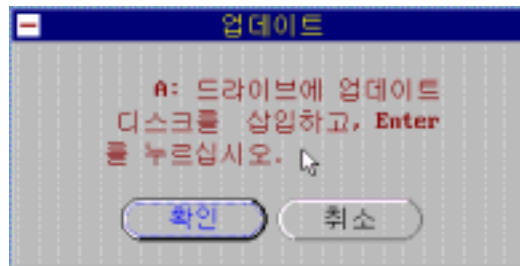 업데이트
A: 드라이브에 업데이트
디스크를 삽입하고, Enter
를 누르십시오.
확인 취소